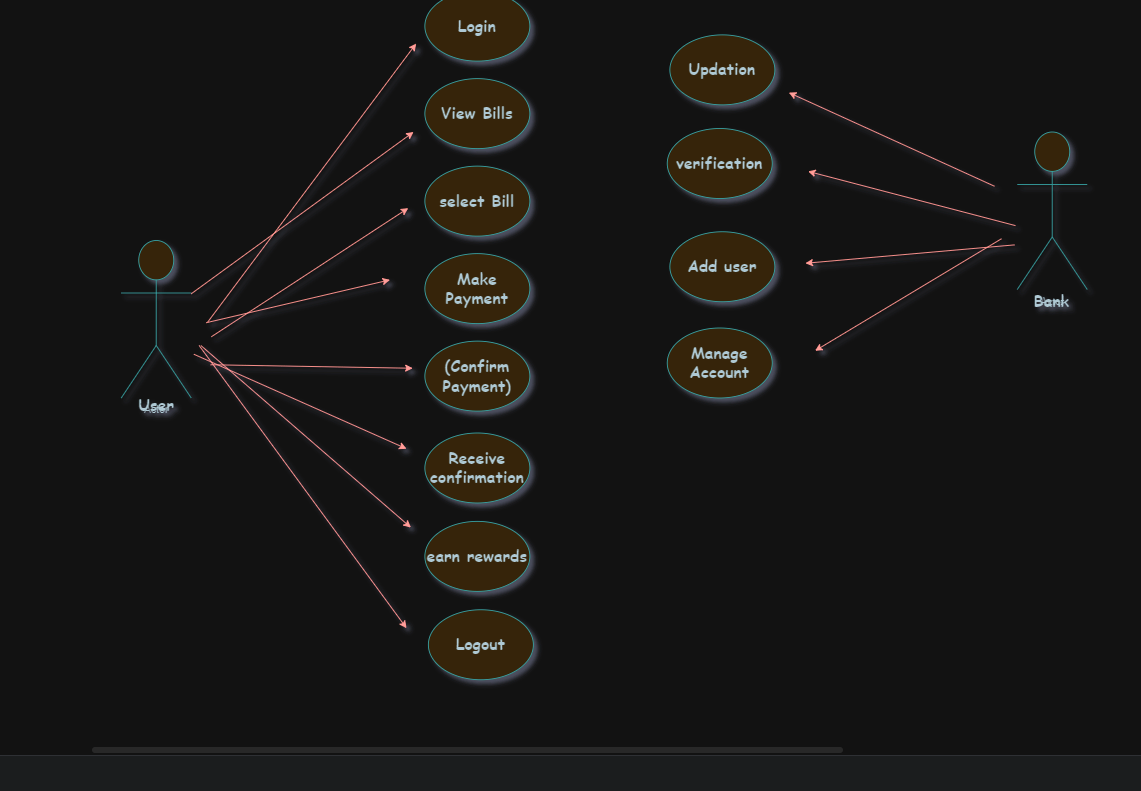 Login
View Bills
select Bill
Make
Payment
(Confirm
Payment)
Receive
confirmation
earn rewards
Logout
User
Updation
verification
Add user
Manage
Account
Bank